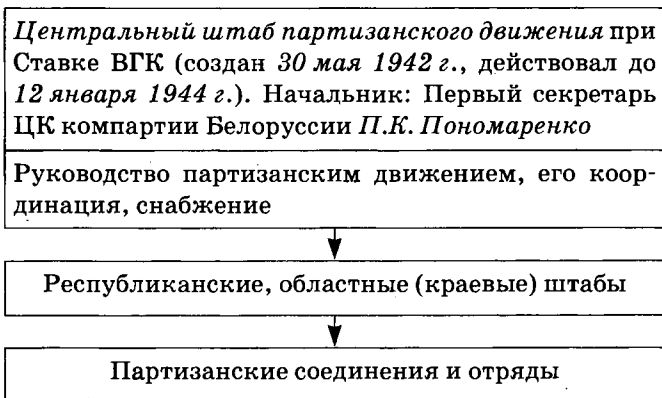 Центральный штаб партизанского движения при
Ставке ВГК (создан 30 мая 1942 г., действовал до
12 января 1944 г.). Начальник: Первый секретарь
ЦК компартии Белоруссии П.К. Пономаренко
Руководство партизанским движением, его коор-
динация, снабжение
Республиканские, областные (краевые) штабы
Партизанские соединения и отряды